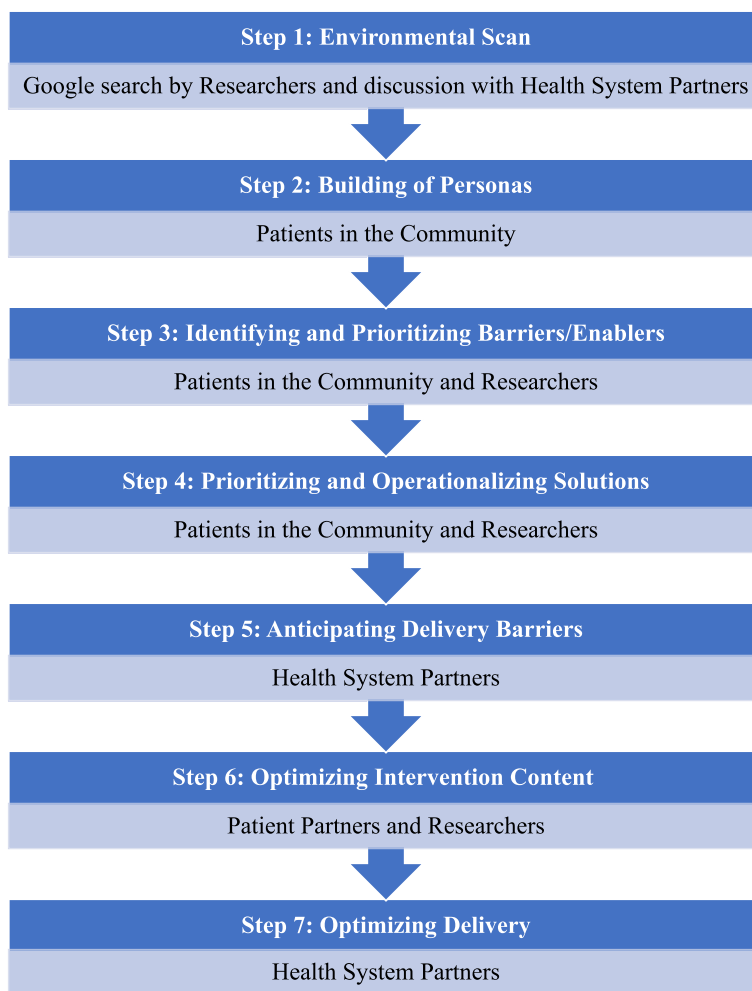 Step 1: Environmental Scan
Google search by Researchers and discussion with Health System Partners
Step 2: Building of Personas
Patients in the Community
Step 3: Identifying and Prioritizing Barriers/Enablers
Patients in the Community and Researchers
Step 4: Prioritizing and Operationalizing Solutions
Patients in the Community and Researchers
Step 5: Anticipating Delivery Barriers
Health System Partners
Step 6: Optimizing Intervention Content
Patient Partners and Researchers
Step 7: Optimizing Delivery
Health System Partners